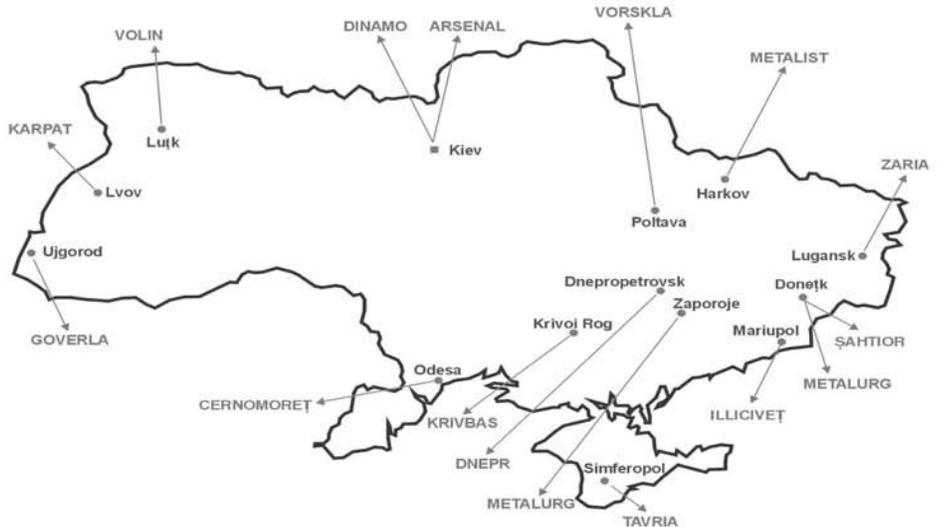 VORSKLA
DINAMO
ARSENAL
VOLIN
METALIST
KARPAT
Luțk
Kiev
ZARIA
Lvov
Harkov
Poltava
Ujgorod
Lugansk
Dnepropetrovsk
Donețk
Zaporoje
Krivoi Rog
Mariupol
GOVERLA
ȘAHTIOR
Odesa
METALURG
CERNOMOREȚ
ILLICIVEȚ
KRIVBAS
DNEPR
Simferopol
METALURG
TAVRIA